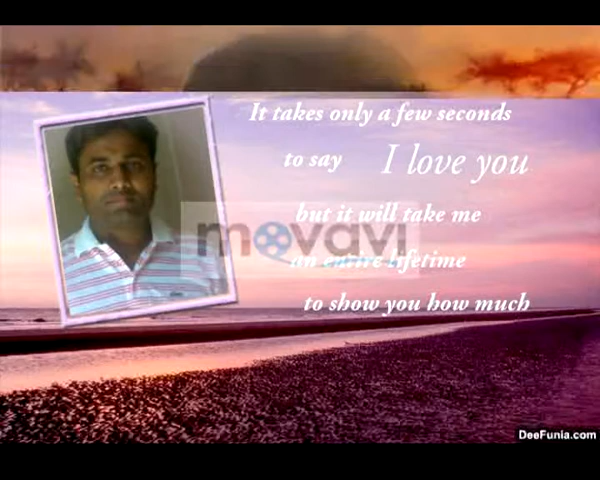 It takes only a few seconds
to say I love you
but it will take me
movavi
an entire lifetime
to show you how much
DeeFunia.com